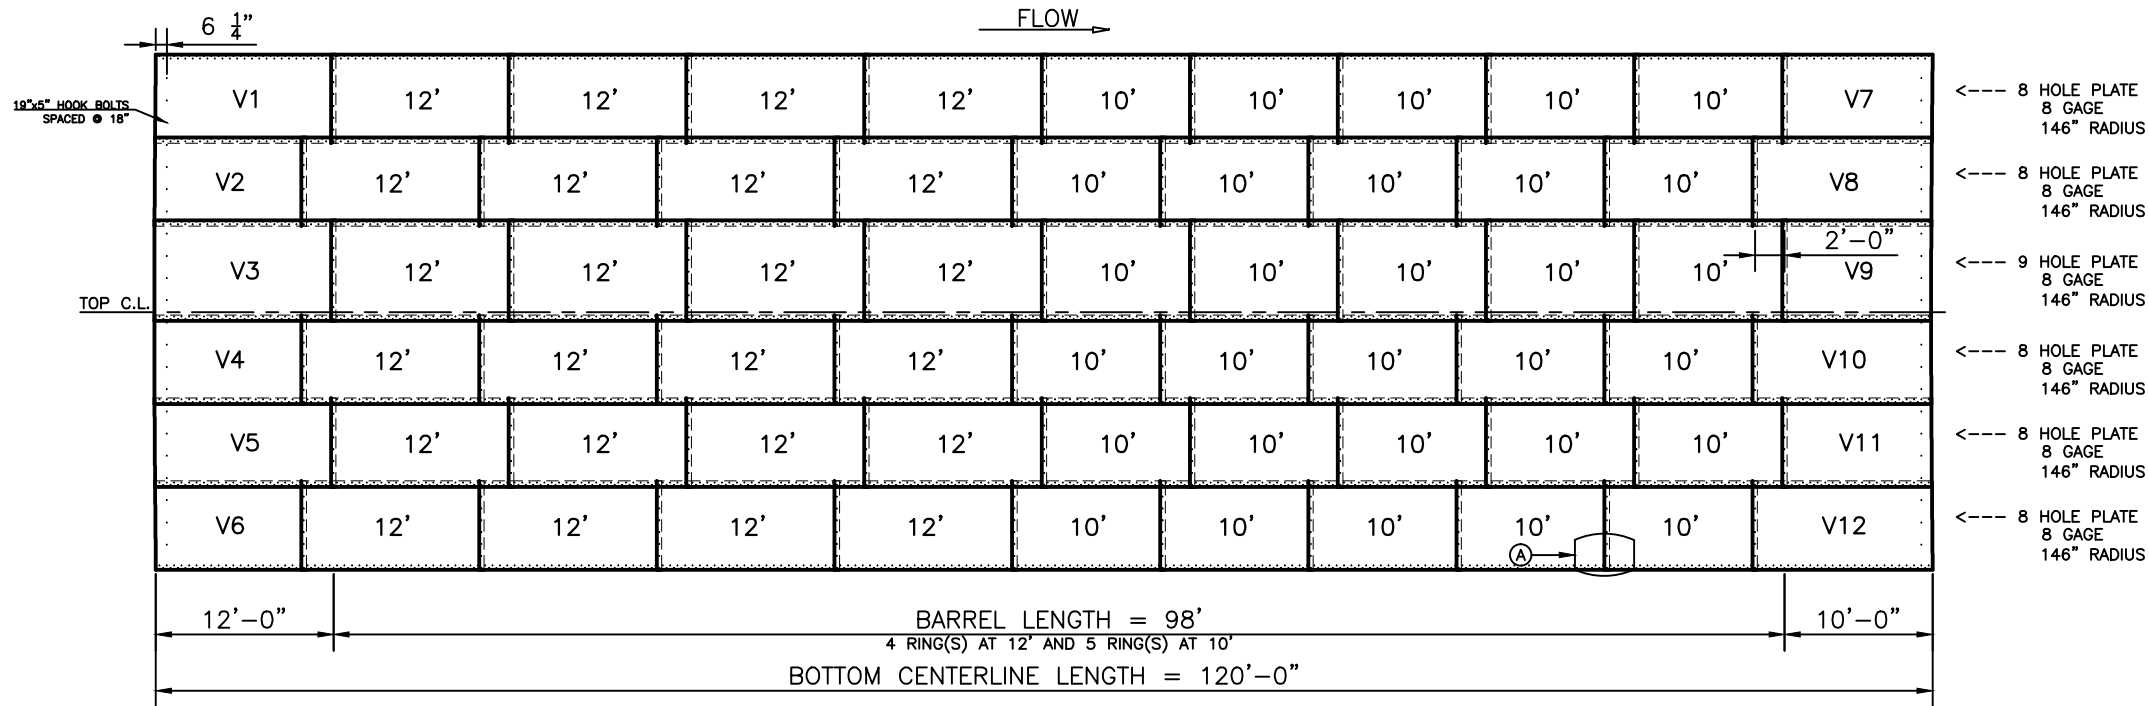 6 1/4"
FLOW
19"x5" HOOK BOLTS
SPACED @ 18"
V1 12' 12' 12' 12' 10' 10' 10' 10' 10' V7
<--- 8 HOLE PLATE
8 GAGE
146" RADIUS
V2 12' 12' 12' 12' 10' 10' 10' 10' 10' V8
<--- 8 HOLE PLATE
8 GAGE
146" RADIUS
2'-0"
V3 12' 12' 12' 12' 10' 10' 10' 10' 10' V9
<--- 9 HOLE PLATE
8 GAGE
146" RADIUS
TOP C.L.
V4 12' 12' 12' 12' 10' 10' 10' 10' 10' V10
<--- 8 HOLE PLATE
8 GAGE
146" RADIUS
V5 12' 12' 12' 12' 10' 10' 10' 10' 10' V11
<--- 8 HOLE PLATE
8 GAGE
146" RADIUS
V6 12' 12' 12' 12' 10' 10' 10' 10' 10' V12
<--- 8 HOLE PLATE
8 GAGE
146" RADIUS
A
12'-0"
BARREL LENGTH = 98'
10'-0"
4 RING(S) AT 12' AND 5 RING(S) AT 10'
BOTTOM CENTERLINE LENGTH = 120'-0"